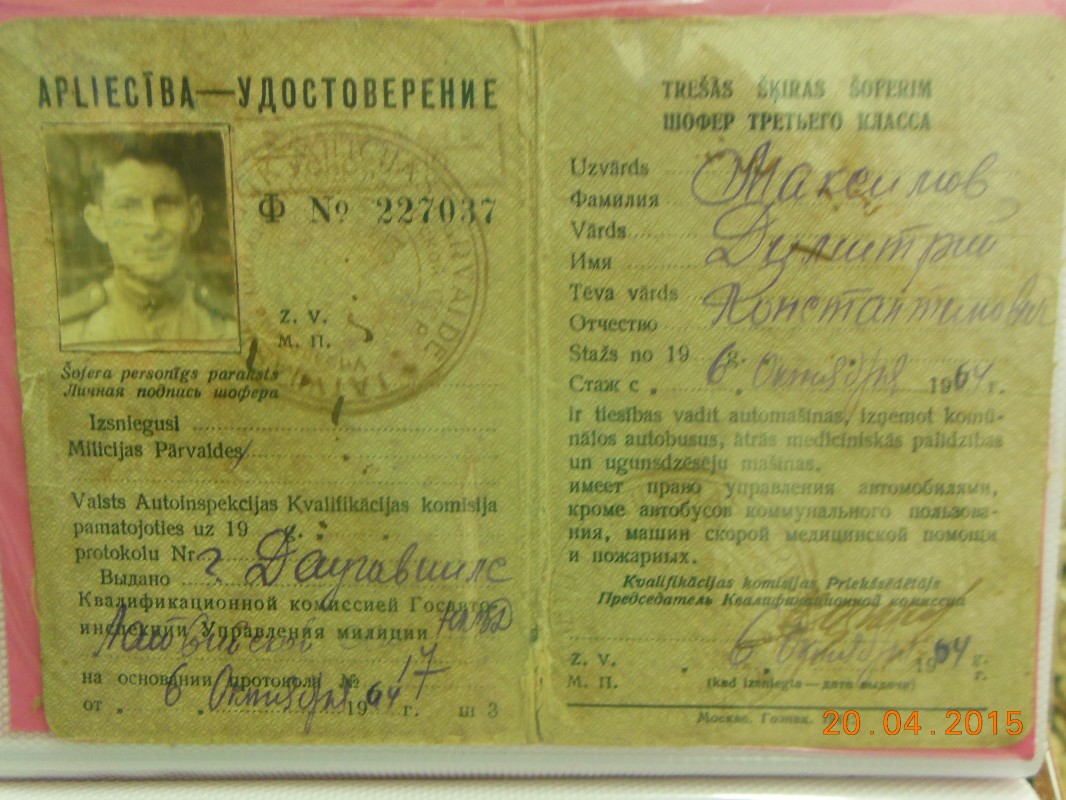 APLIECĪBA—УДОСТОВЕРЕНИЕ
Ф № 227037
Z. V.
М. П.
Šofera personīgs paraksts
Личная подпись шофера
Izsniegusi
Milicijas Pārvaldes
Valsts Autoinspekcijas Kvalifikācijas komisija
pamatojoties uz 19 g.
protokolu Nr.
Выдано г. Даугавпилс
Квалификационной комиссией Госавто-
инспекции Управления милиции
Латвийской
на основании протокола № 17
от „ 6 „ Октября 1964 г. ш 3
TREŠĀS ŠĶIRAS ŠOFERIM
ШОФЕР ТРЕТЬЕГО КЛАССА
Uzvārds
Фамилия Максимов
Vārds
Имя Димитрий
Tēva vārds
Отчество Константинович
Stažs no 19 g.
Стаж с „ 6 „ Октября 1964 г.
Ir tiesības vadīt automašīnas, izņemot komū-
nālos autobusus, ātrās medicīniskās palīdzības
un ugunsdzēsēju mašīnas.
имеет право управления автомобилями,
кроме автобусов коммунального пользова-
ния, машин скорой медицинской помощи
и пожарных.
Kvalifikācijas komisijas Priekšsēdētājs
Председатель Квалификационной комиссии
Z. V. „ 6 „ Октября 1964 g.
М. П. (kad izsniegta — дата выдачи) г.
Москва. Гознак.
20.04.2015